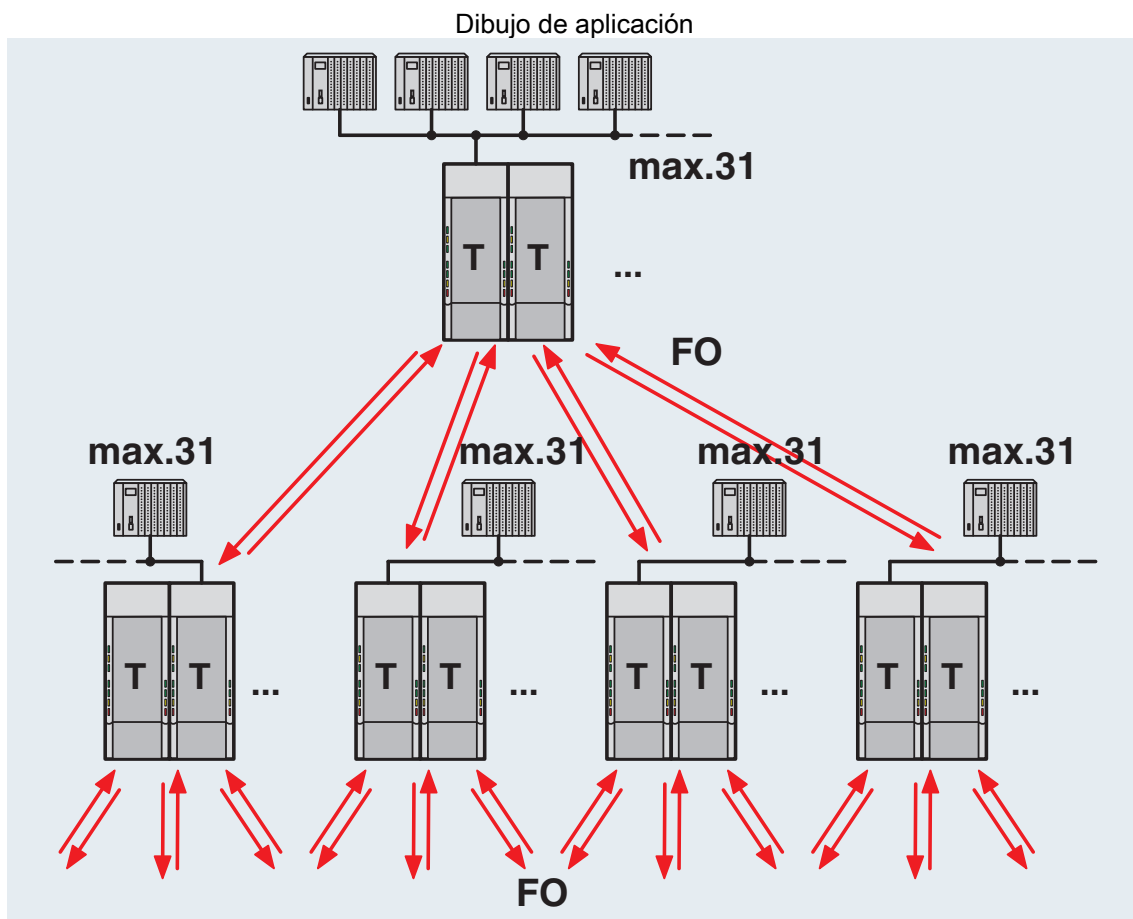 Dibujo de aplicación
max.31
T T ...
FO
max.31 max.31 max.31 max.31
T T ... T T ... T T ... T T ...
FO